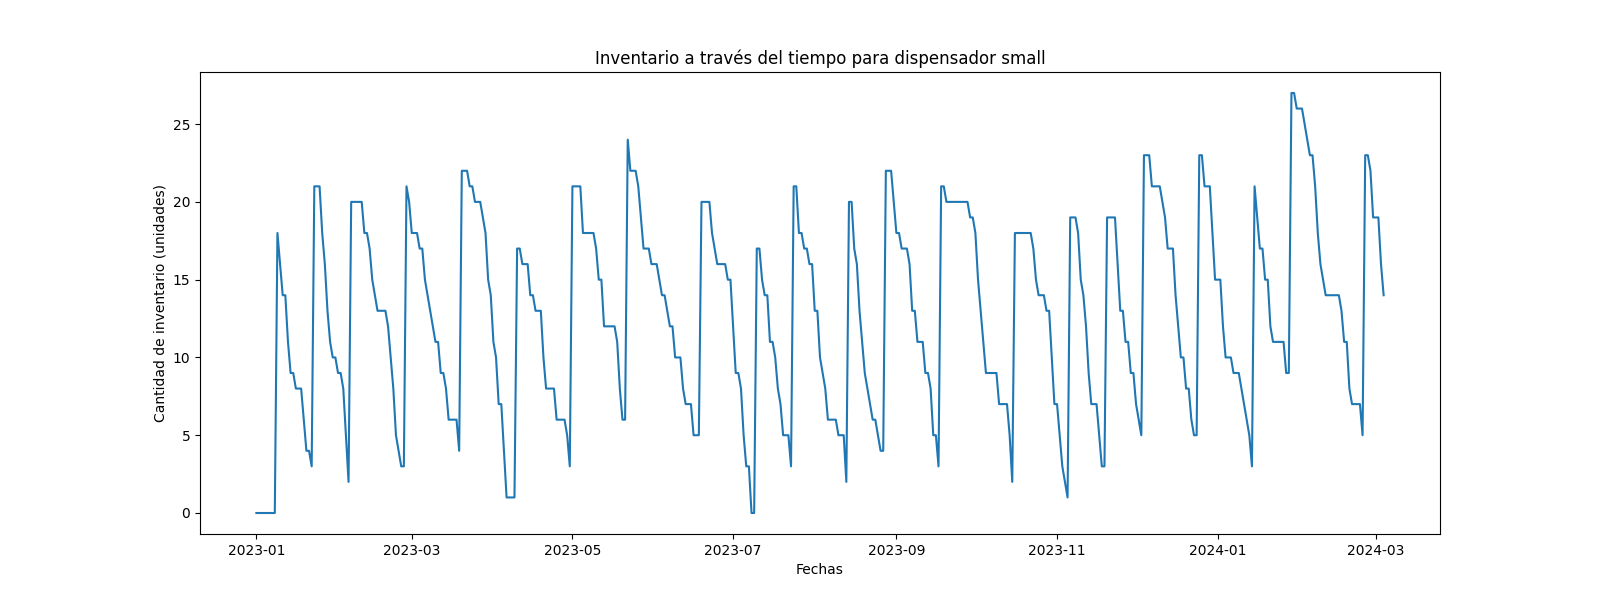 Inventario a través del tiempo para dispensador small
Cantidad de inventario (unidades)
25
20
15
10
5
0
2023-01 2023-03 2023-05 2023-07 2023-09 2023-11 2024-01 2024-03
Fechas